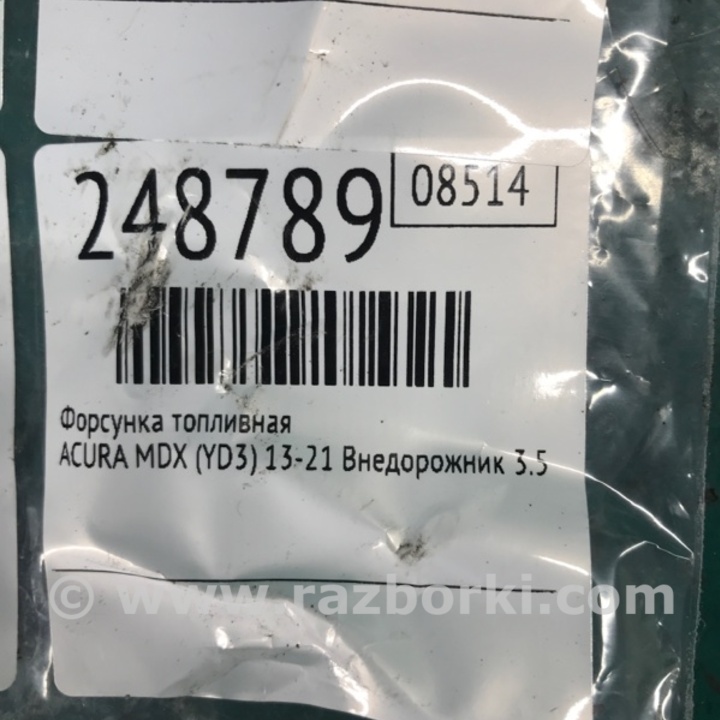 248789
08514
Форсунка топливная
ACURA MDX (YD3) 13-21 Внедорожник 3.5
© www.razborki.com